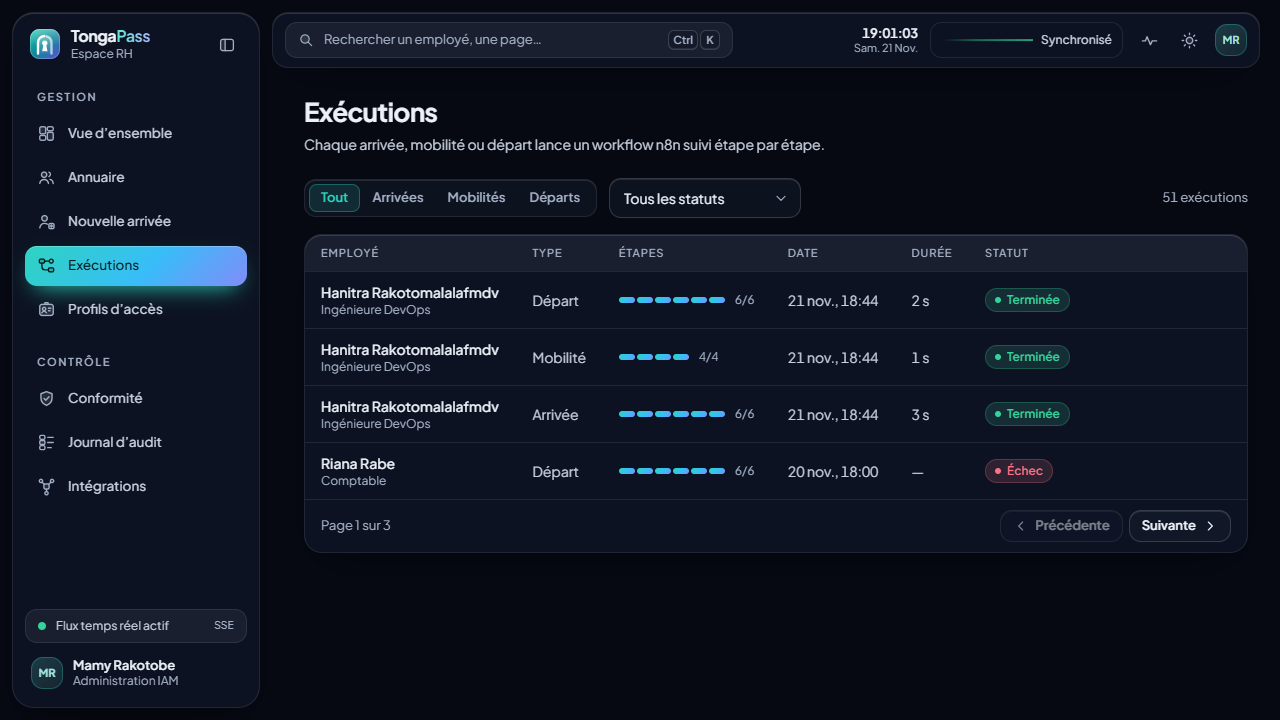 TongaPass
Espace RH
Rechercher un employé, une page...
Ctrl K
19:01:03
Sam. 21 Nov.
Synchronisé
MR
GESTION
Vue d'ensemble
Annuaire
Nouvelle arrivée
Exécutions
Profils d'accès
CONTRÔLE
Conformité
Journal d'audit
Intégrations
Flux temps réel actif SSE
MR
Mamy Rakotobe
Administration IAM
Exécutions
Chaque arrivée, mobilité ou départ lance un workflow n8n suivi étape par étape.
Tout Arrivées Mobilités Départs Tous les statuts 51 exécutions
EMPLOYÉ TYPE ÉTAPES DATE DURÉE STATUT
Hanitra Rakotomalalafmdv
Ingénieure DevOps
Départ 6/6 21 nov., 18:44 2 s Terminée
Hanitra Rakotomalalafmdv
Ingénieure DevOps
Mobilité 4/4 21 nov., 18:44 1 s Terminée
Hanitra Rakotomalalafmdv
Ingénieure DevOps
Arrivée 6/6 21 nov., 18:44 3 s Terminée
Riana Rabe
Comptable
Départ 6/6 20 nov., 18:00 — Échec
Page 1 sur 3 Précédente Suivante